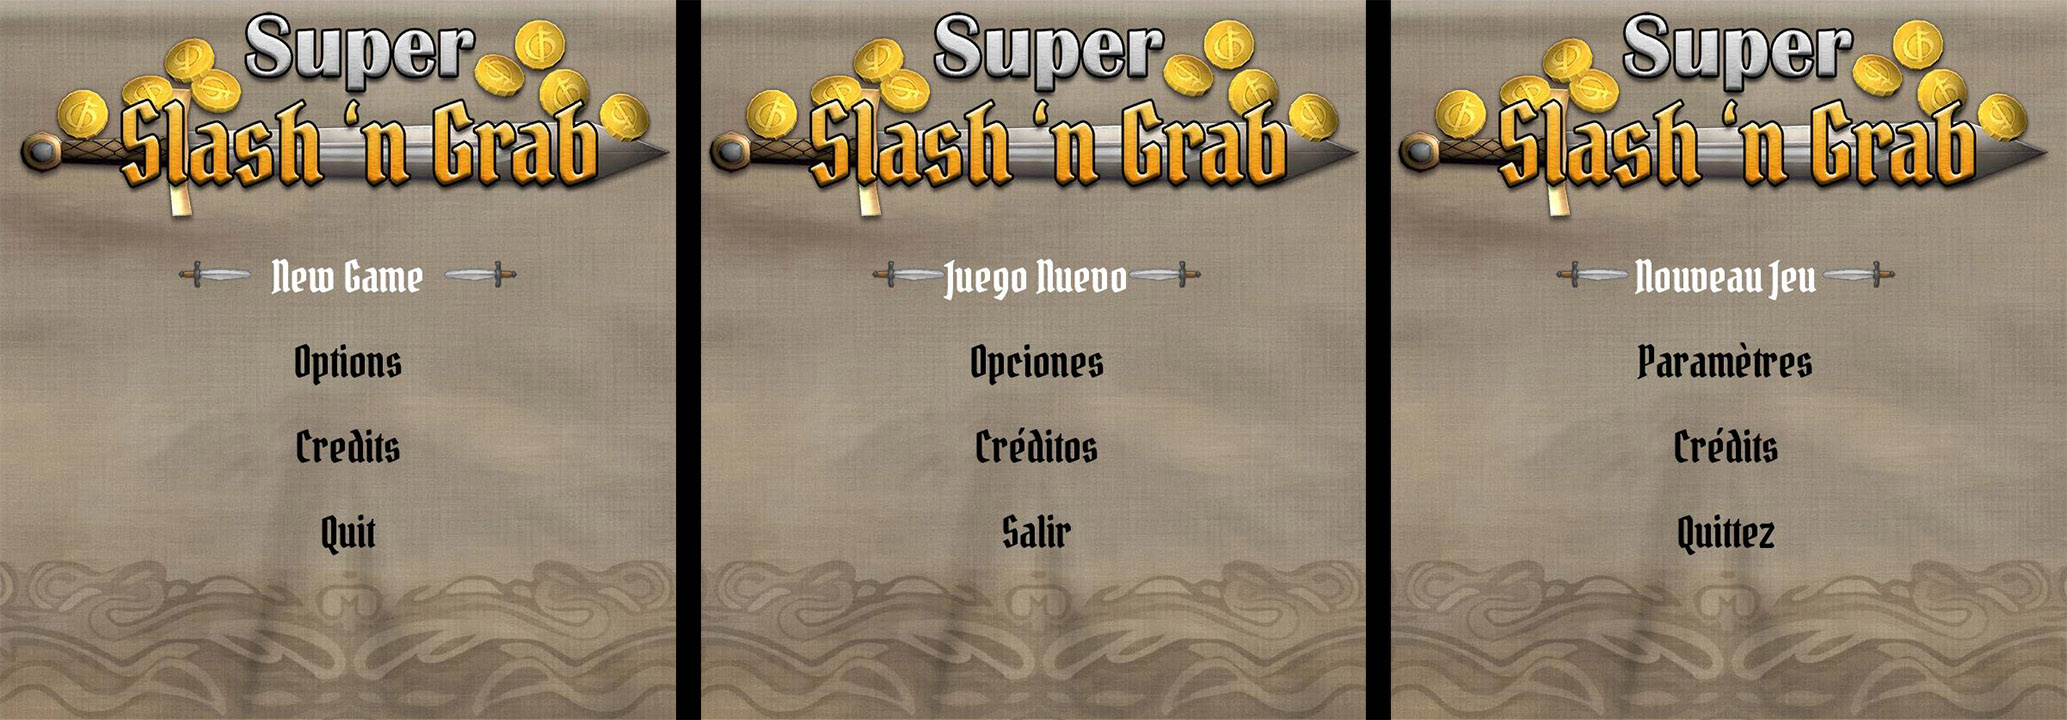 Super
Slash 'n Grab
New Game
Options
Credits
Quit
Super
Slash 'n Grab
Juego Nuevo
Opciones
Créditos
Salir
Super
Slash 'n Grab
Nouveau Jeu
Paramètres
Crédits
Quittez